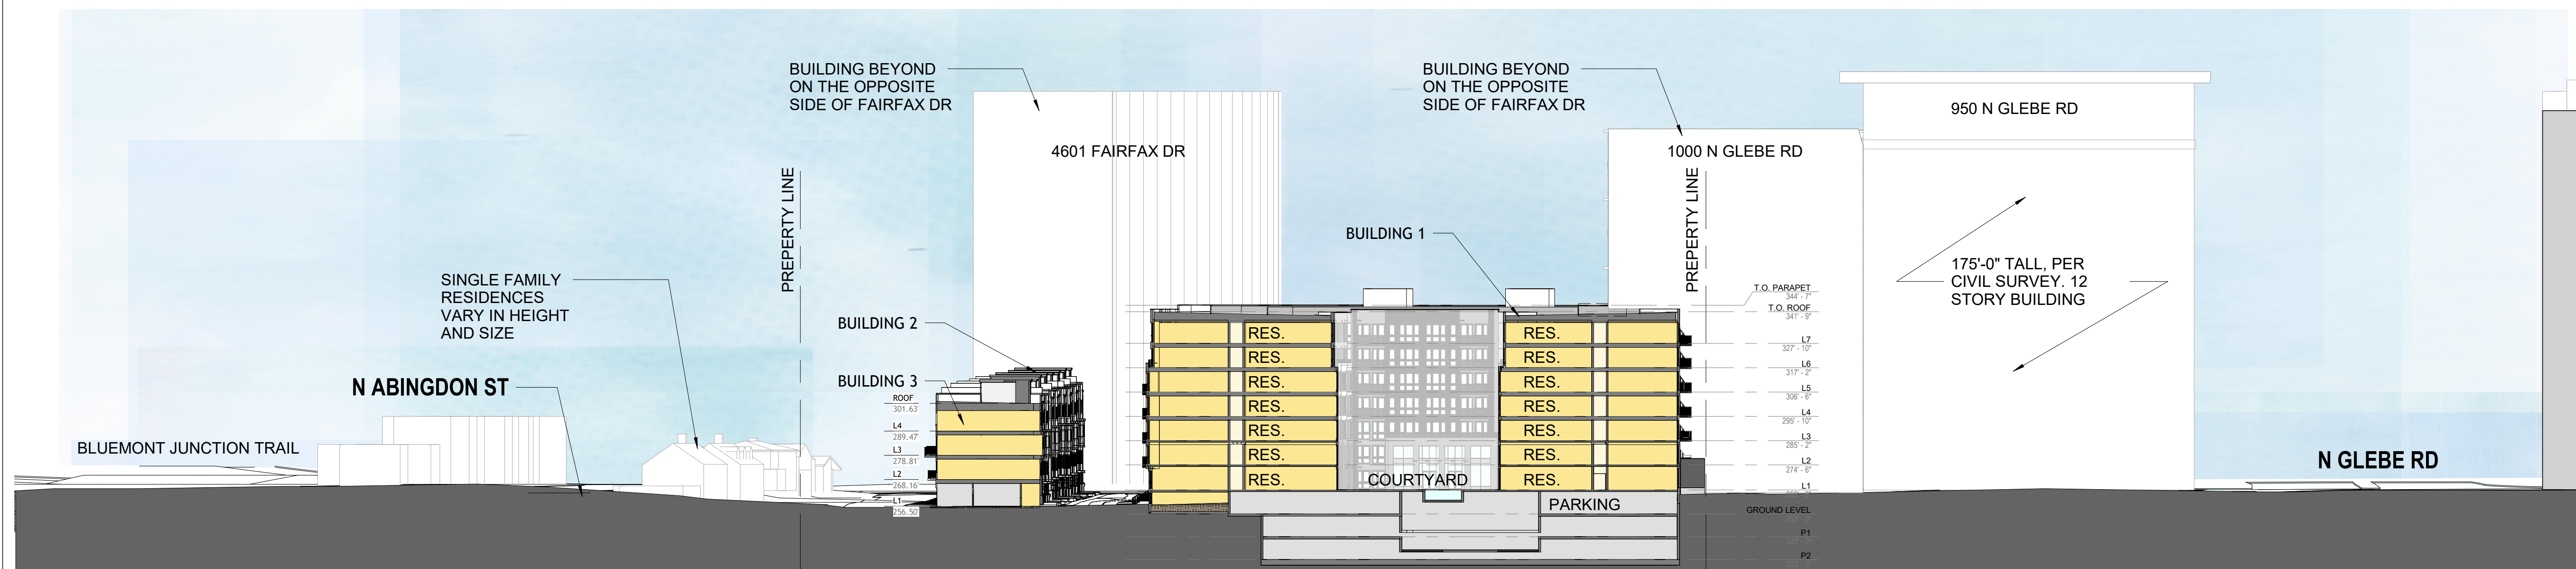 BUILDING BEYOND
ON THE OPPOSITE
SIDE OF FAIRFAX DR
BUILDING BEYOND
ON THE OPPOSITE
SIDE OF FAIRFAX DR
950 N GLEBE RD
4601 FAIRFAX DR
1000 N GLEBE RD
PREPERTY LINE
PREPERTY LINE
BUILDING 1
SINGLE FAMILY
RESIDENCES
VARY IN HEIGHT
AND SIZE
175'-0" TALL, PER
CIVIL SURVEY. 12
STORY BUILDING
BUILDING 2
BUILDING 3
N ABINGDON ST
BLUEMONT JUNCTION TRAIL
N GLEBE RD
ROOF
301.63'
L4
289.47'
L3
278.81'
L2
268.16'
L1
256.50'
RES.
RES.
RES.
RES.
RES.
RES.
RES.
RES.
RES.
RES.
RES.
RES.
RES.
RES.
COURTYARD
PARKING
T.O. PARAPET
344' - 7"
T.O. ROOF
341' - 9"
L7
327' - 10"
L6
317' - 2"
L5
306' - 6"
L4
295' - 10"
L3
285' - 2"
L2
274' - 6"
L1
GROUND LEVEL
P1
P2